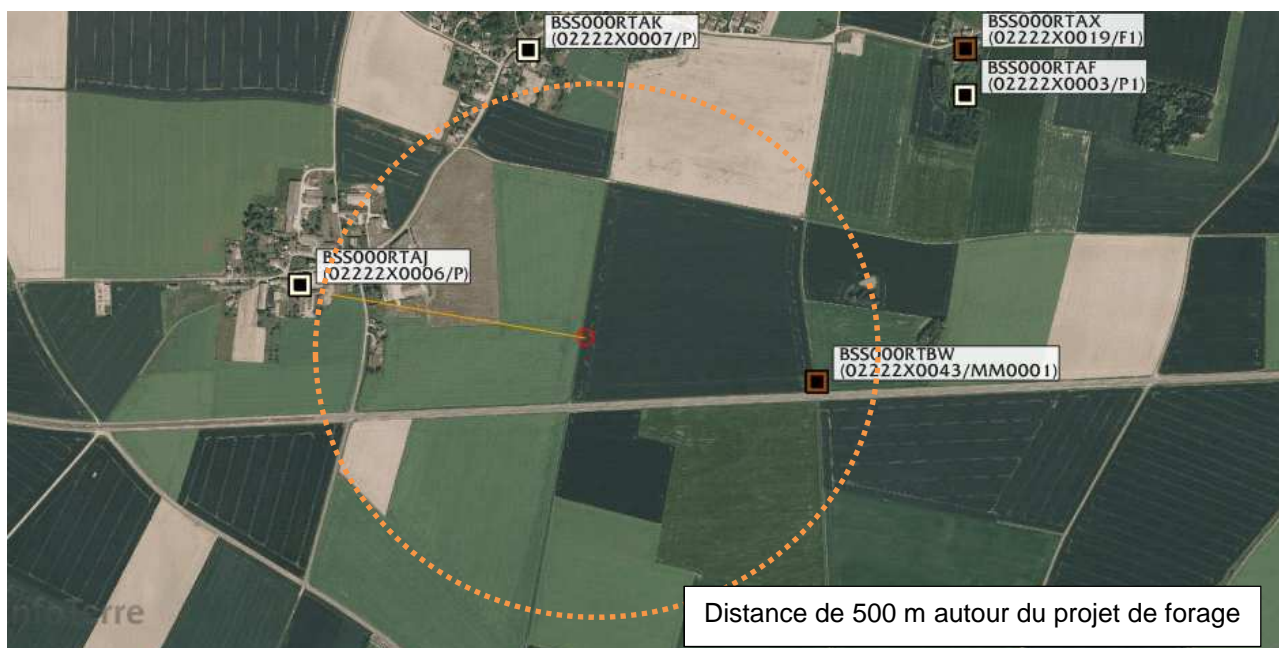 BSS000RTAK
(02222X0007/P)
BSS000RTAX
(02222X0019/F1)
BSS000RTAF
(02222X0003/P1)
BSS000RTAJ
(02222X0006/P)
BSS000RTBW
(02222X0043/MM0001)
Distance de 500 m autour du projet de forage